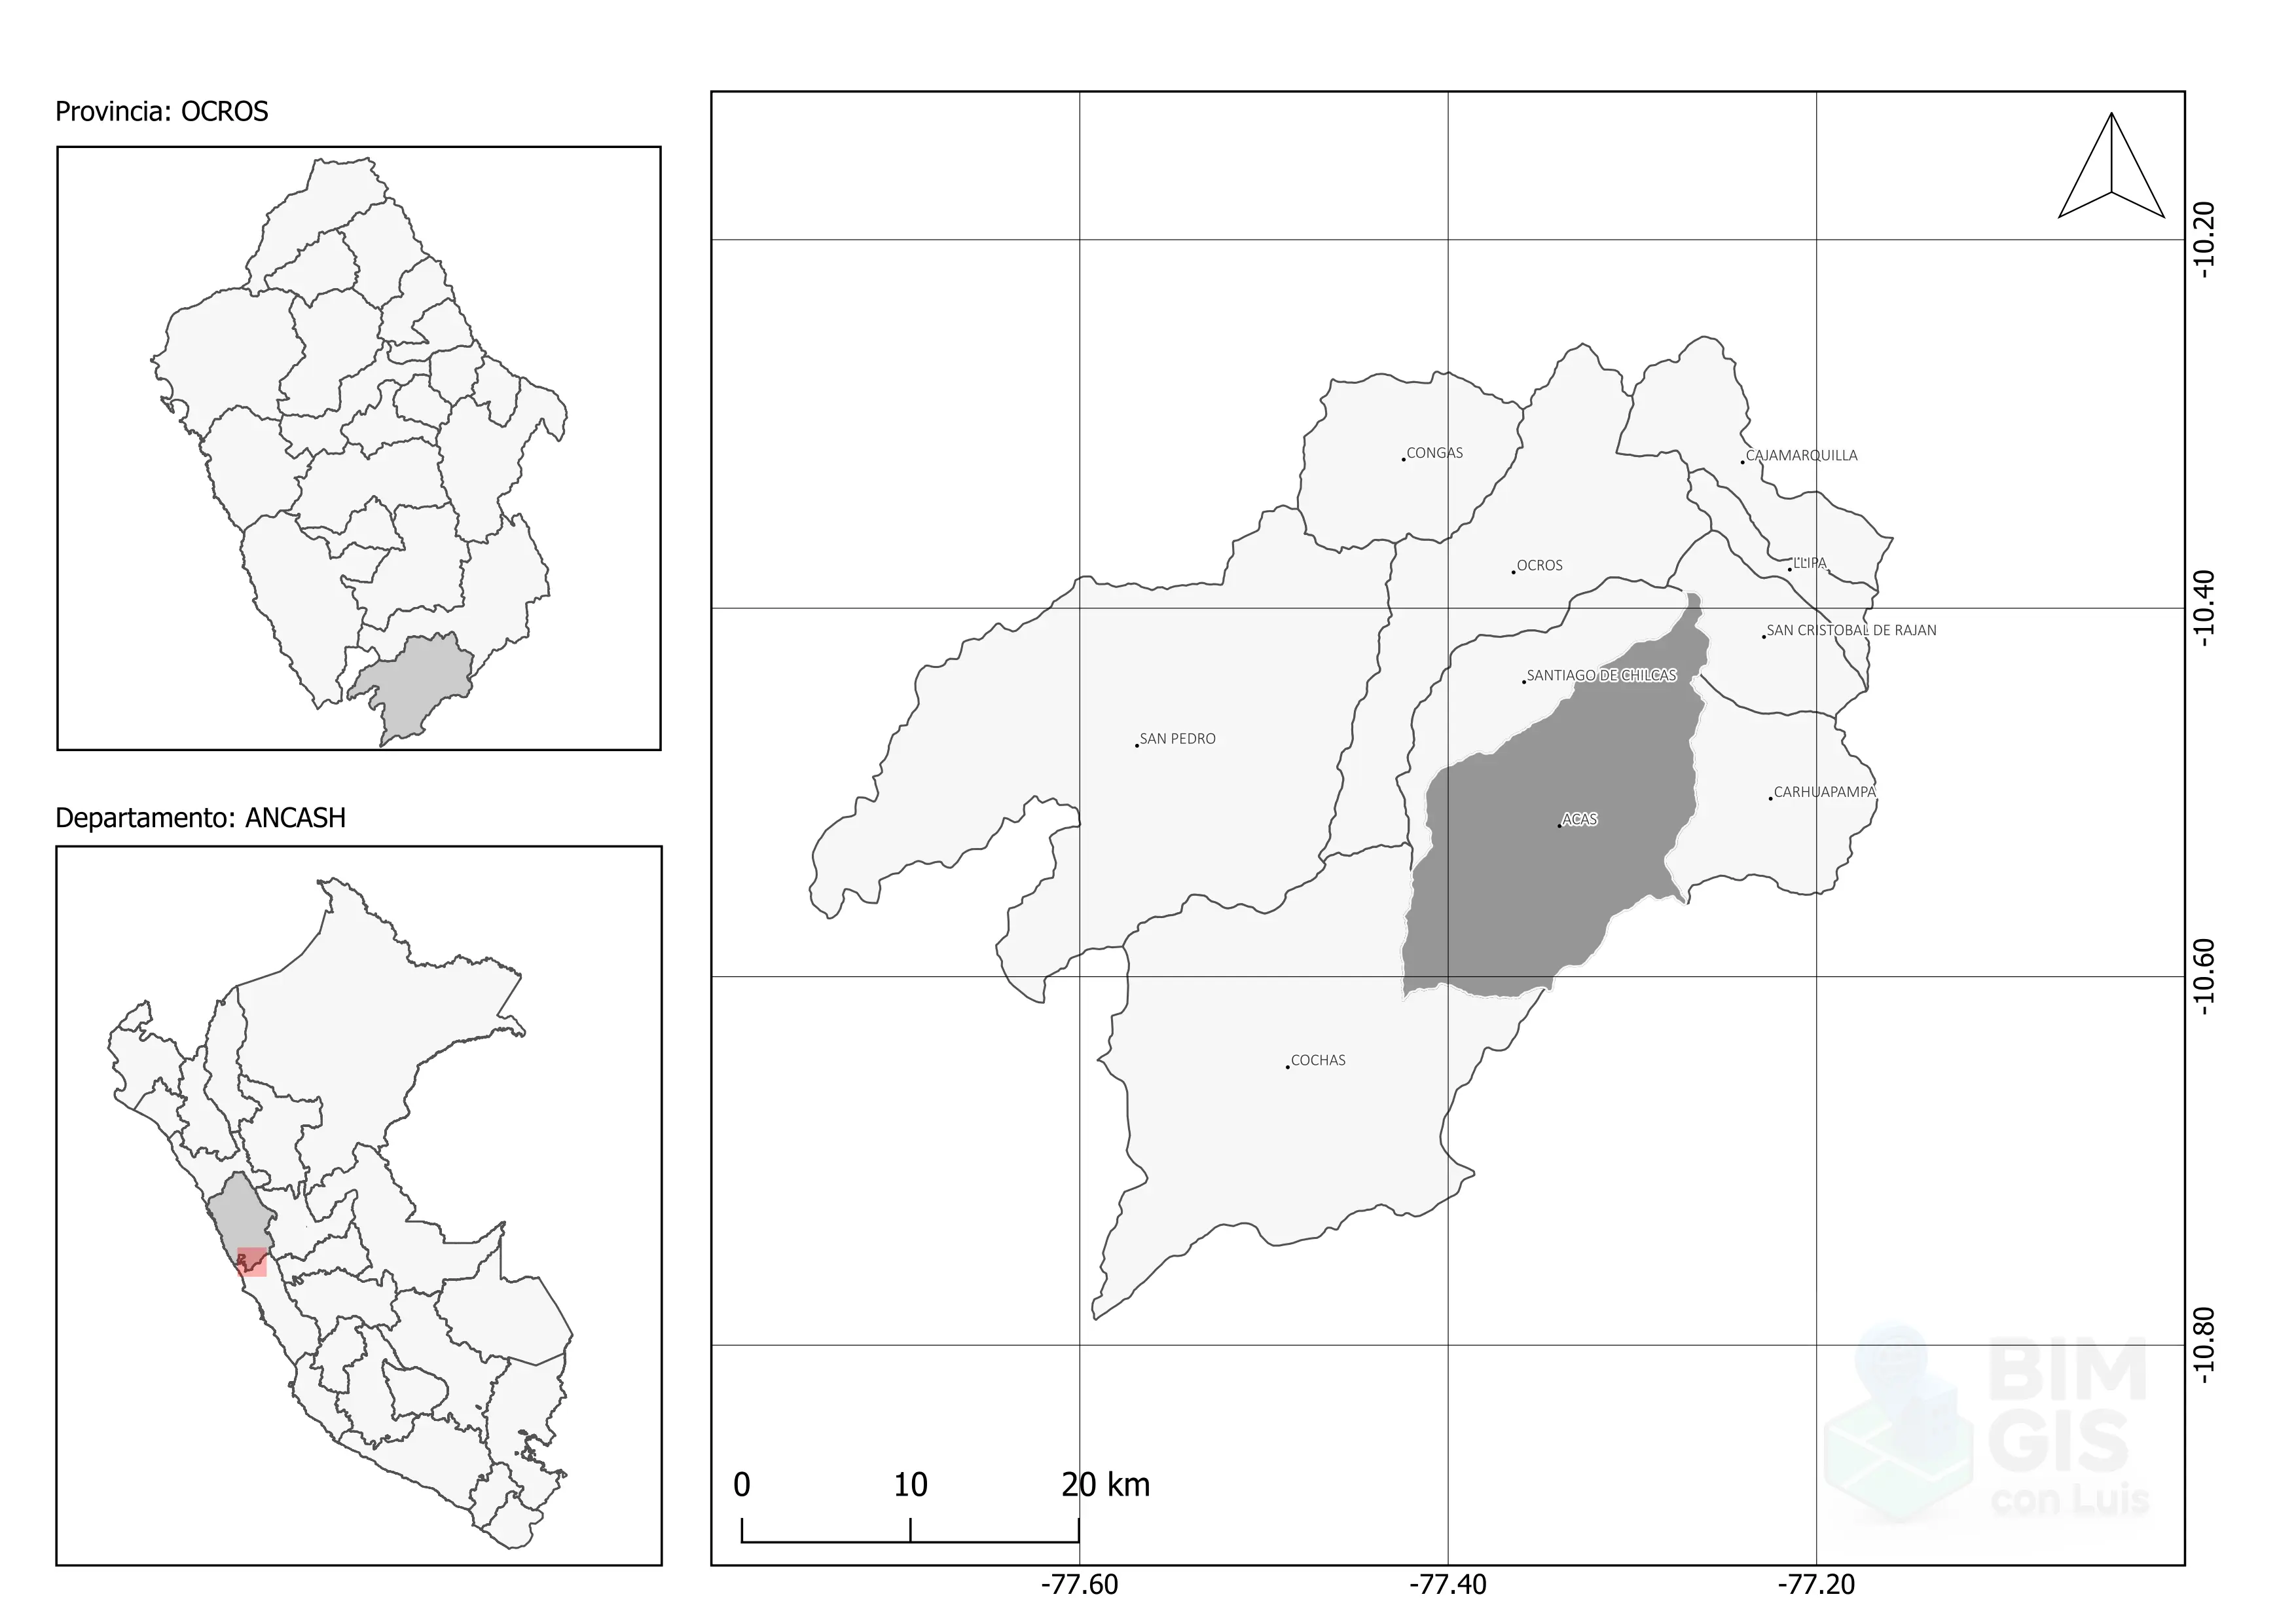 Provincia: OCROS
Departamento: ANCASH
-10.20
-10.40
-10.60
-10.80
CONGAS
CAJAMARQUILLA
OCROS
LLIPA
SAN CRISTOBAL DE RAJAN
SANTIAGO DE CHILCAS
SAN PEDRO
CARHUAPAMPA
ACAS
COCHAS
BIM
GIS
con Luis
0 10 20 km
-77.60 -77.40 -77.20